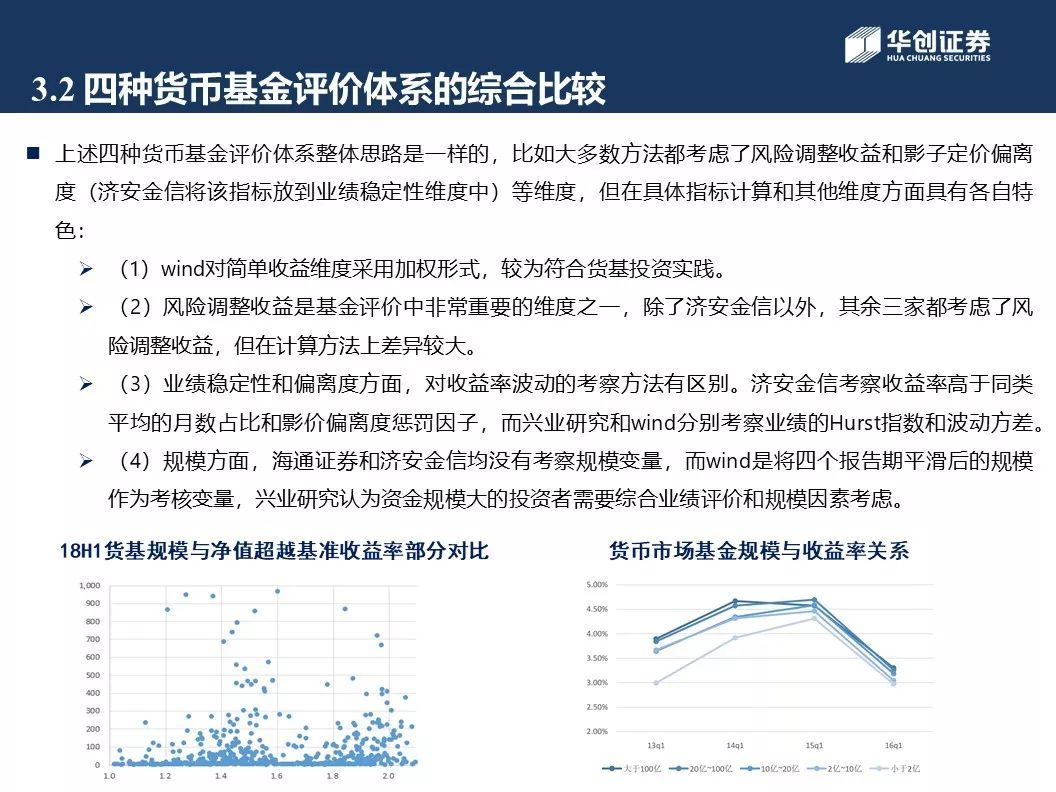 华创证券
HUA CHUANG SECURITIES
3.2 四种货币基金评价体系的综合比较
上述四种货币基金评价体系整体思路是一样的，比如大多数方法都考虑了风险调整收益和影子定价偏离
度（济安金信将该指标放到业绩稳定性维度中）等维度，但在具体指标计算和其他维度方面具有各自特
色：
（1）wind对简单收益维度采用加权形式，较为符合货基投资实践。
（2）风险调整收益是基金评价中非常重要的维度之一，除了济安金信以外，其余三家都考虑了风
险调整收益，但在计算方法上差异较大。
（3）业绩稳定性和偏离度方面，对收益率波动的考察方法有区别。济安金信考察收益率高于同类
平均的月数占比和影价偏离度惩罚因子，而兴业研究和wind分别考察业绩的Hurst指数和波动方差。
（4）规模方面，海通证券和济安金信均没有考察规模变量，而wind是将四个报告期平滑后的规模
作为考核变量，兴业研究认为资金规模大的投资者需要综合业绩评价和规模因素考虑。
18H1货基规模与净值超越基准收益率部分对比
1,000
900
800
700
600
500
400
300
200
100
0
1.0 1.2 1.4 1.6 1.8 2.0
货币市场基金规模与收益率关系
5.00%
4.50%
4.00%
3.50%
3.00%
2.50%
2.00%
13q1 14q1 15q1 16q1
大于100亿 20亿~100亿 10亿~20亿 2亿~10亿 小于2亿